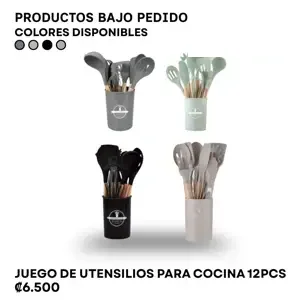 PRODUCTOS BAJO PEDIDO
COLORES DISPONIBLES
JUEGO DE UTENSILIOS PARA COCINA 12PCS
₡6.500